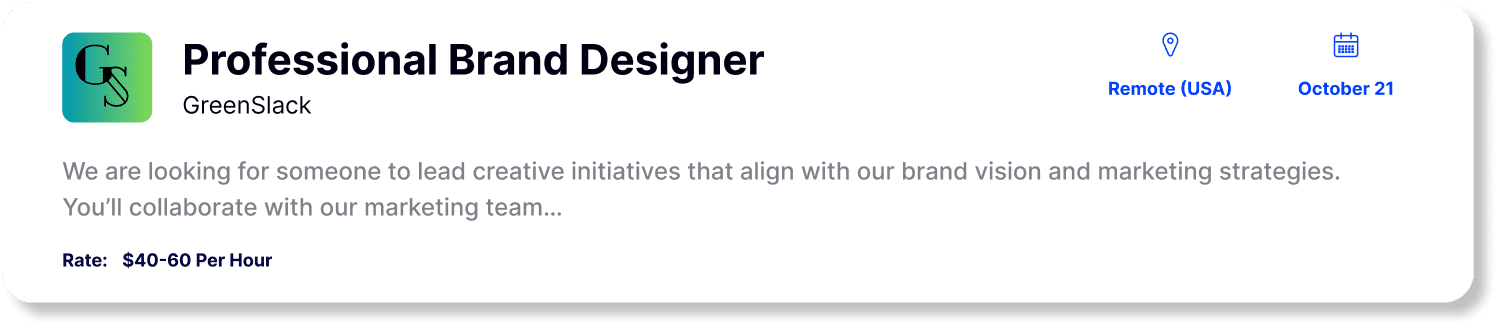 GS
Professional Brand Designer
GreenSlack
Remote (USA)
October 21
We are looking for someone to lead creative initiatives that align with our brand vision and marketing strategies.
You’ll collaborate with our marketing team...
Rate: $40-60 Per Hour